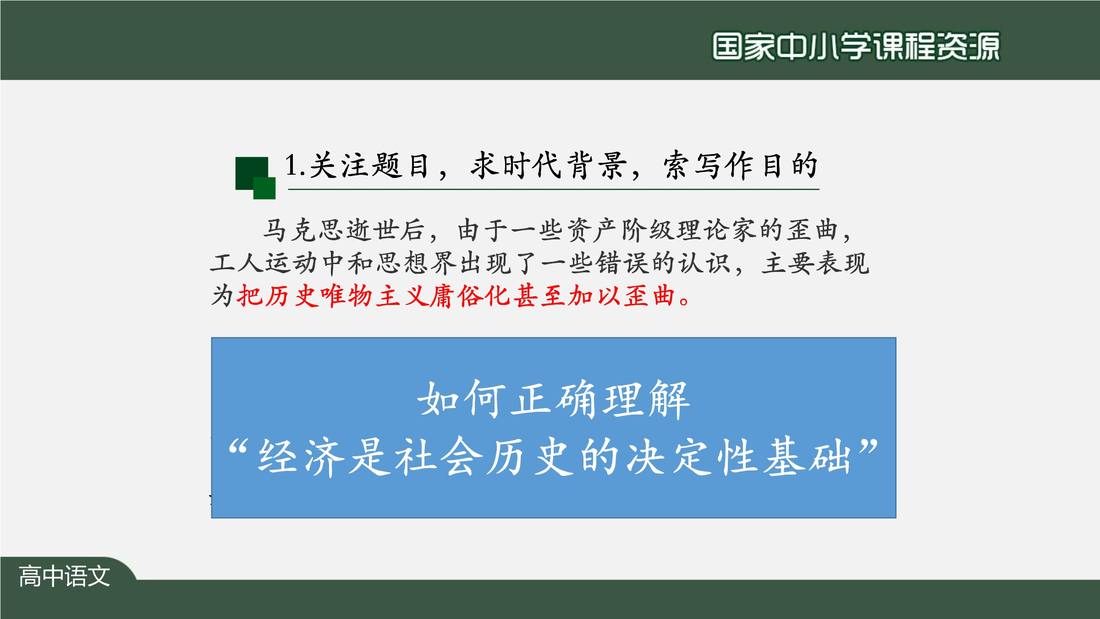 国家中小学课程资源
1.关注题目，求时代背景，索写作目的
马克思逝世后，由于一些资产阶级理论家的歪曲，
工人运动中和思想界出现了一些错误的认识，主要表现
为把历史唯物主义庸俗化甚至加以歪曲。
如何正确理解
“经济是社会历史的决定性基础”
高中语文